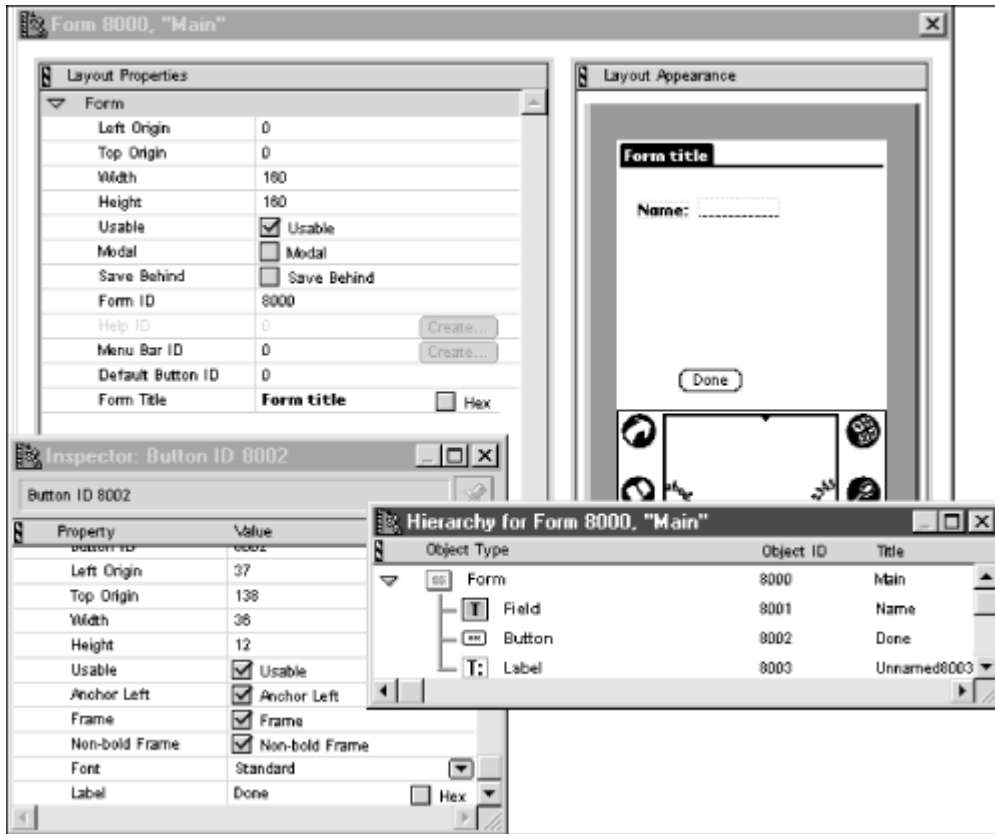 Form 8000, "Main"
Layout Properties
Form
Left Origin 0
Top Origin 0
Width 160
Height 160
Usable Usable
Modal Modal
Save Behind Save Behind
Form ID 8000
Help ID 0 Create...
Menu Bar ID 0 Create...
Default Button ID 0
Form Title Form title Hex
Layout Appearance
Form title
Name:
Done
Inspector: Button ID 8002
Button ID 8002
Property Value
Button ID 8002
Left Origin 37
Top Origin 138
Width 36
Height 12
Usable Usable
Anchor Left Anchor Left
Frame Frame
Non-bold Frame Non-bold Frame
Font Standard
Label Done Hex
Hierarchy for Form 8000, "Main"
Object Type Object ID Title
Form 8000 Main
Field 8001 Name
Button 8002 Done
Label 8003 Unnamed8003